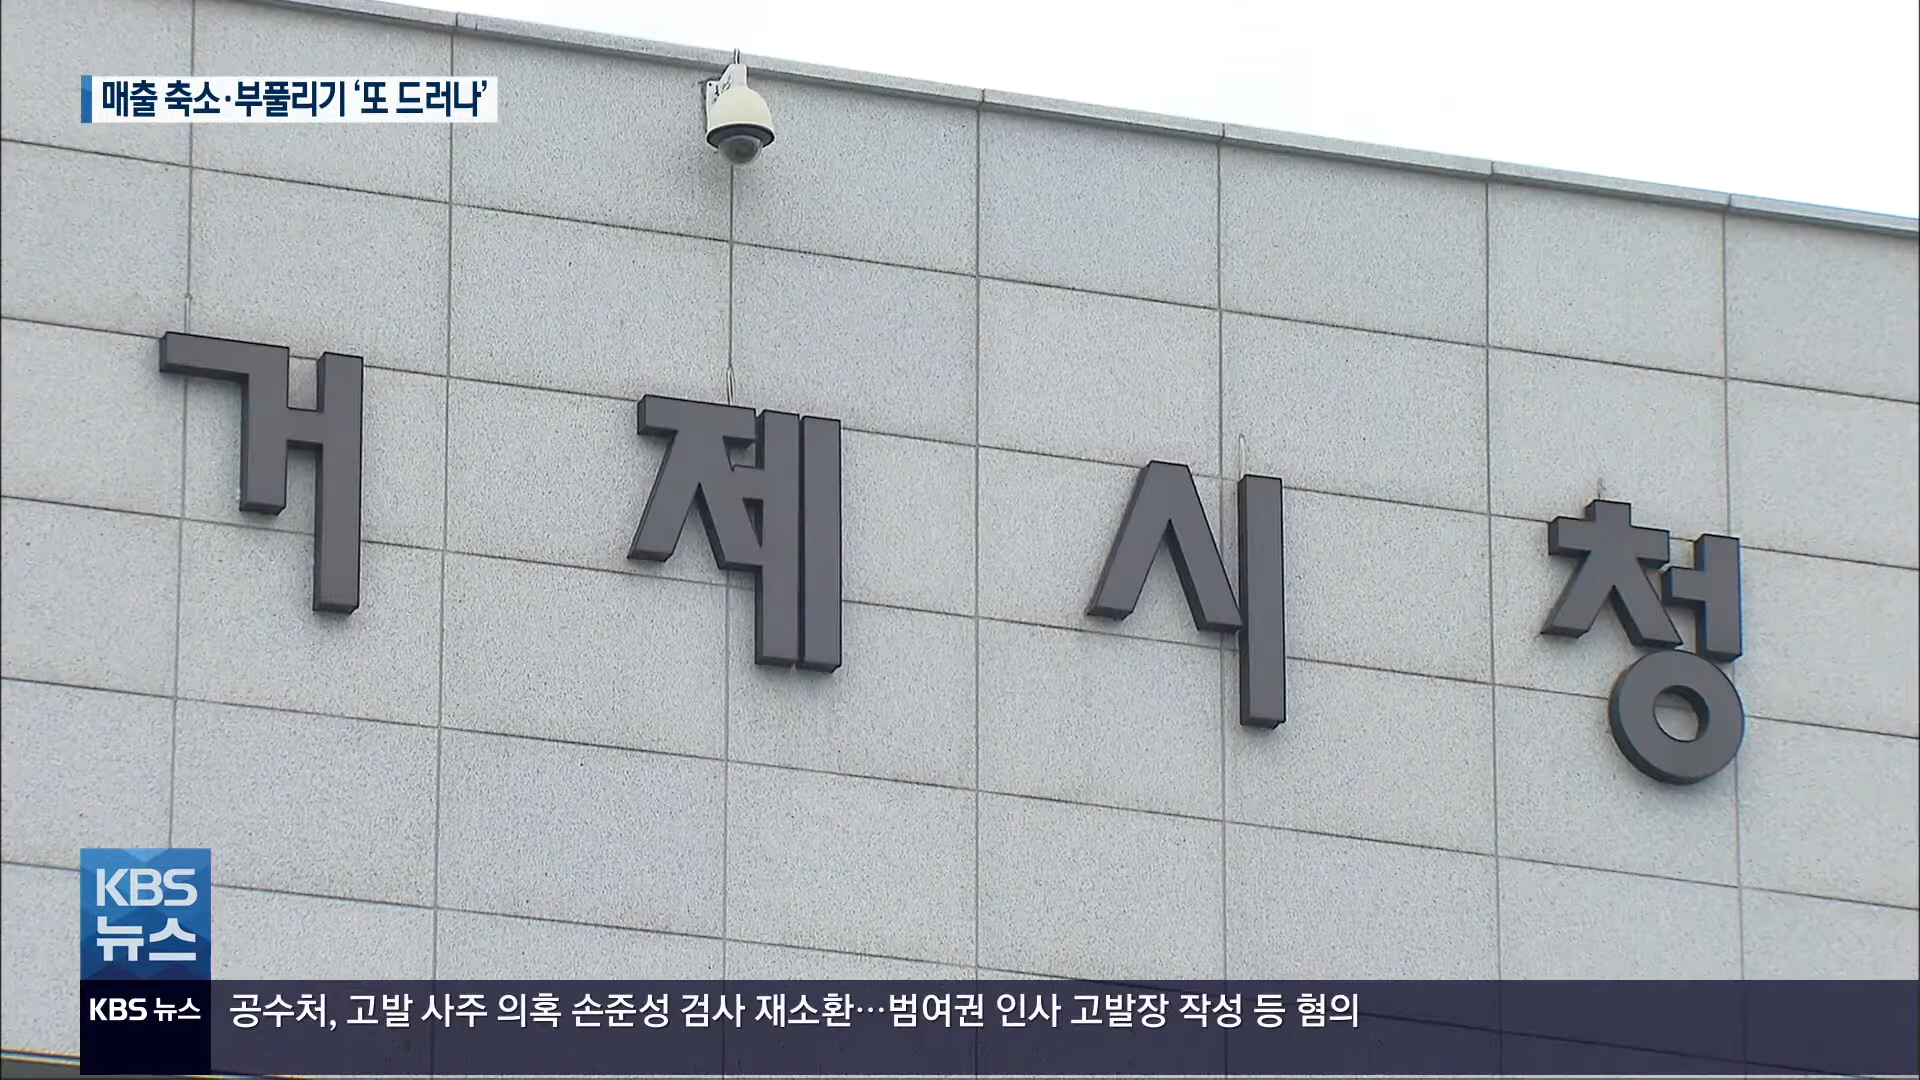 매출 축소·부풀리기 ‘또 드러나’
거제시청
KBS
뉴스
KBS 뉴스 공수처, 고발 사주 의혹 손준성 검사 재소환…범여권 인사 고발장 작성 등 혐의